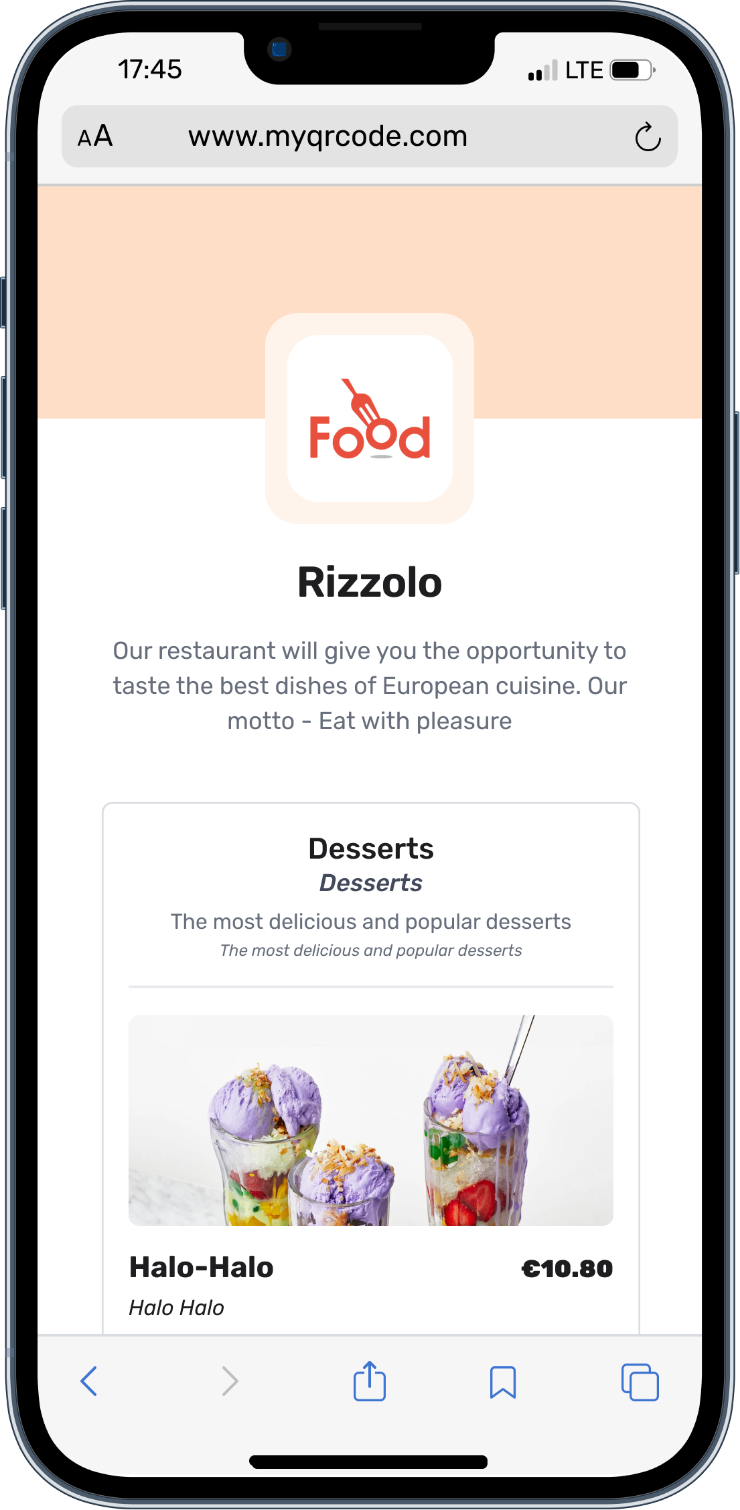 17:45
LTE
AA www.myqrcode.com
Food
Rizzolo
Our restaurant will give you the opportunity to
taste the best dishes of European cuisine. Our
motto - Eat with pleasure
Desserts
Desserts
The most delicious and popular desserts
The most delicious and popular desserts
Halo-Halo €10.80
Halo Halo